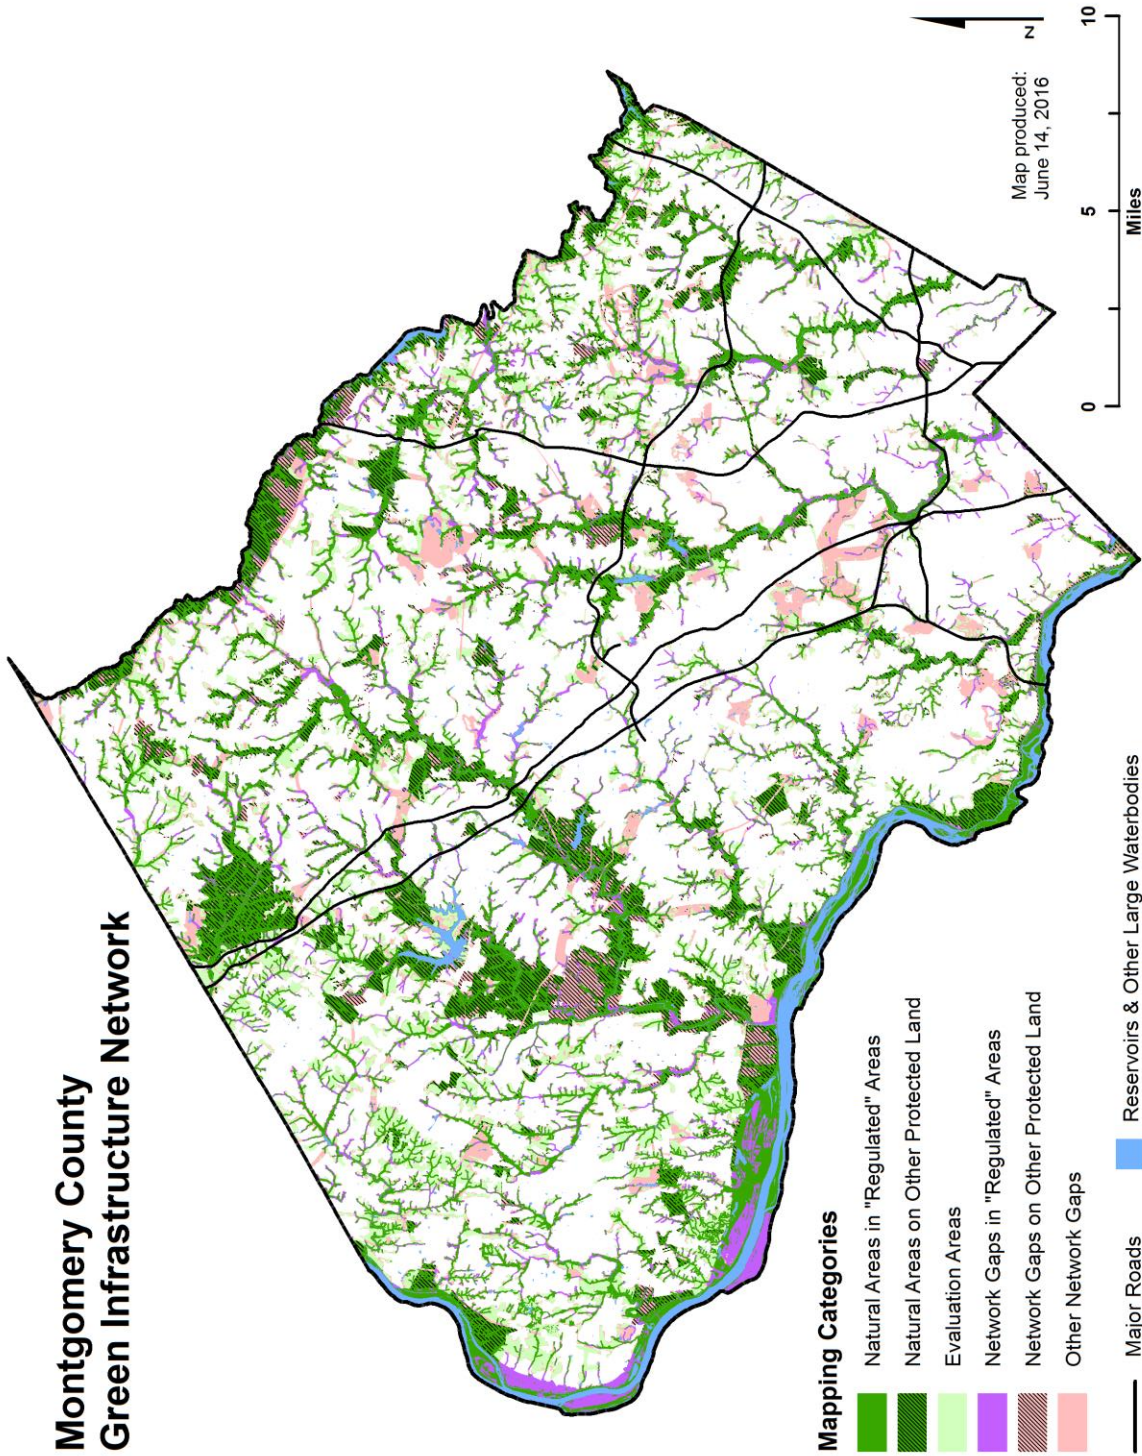 Montgomery County
Green Infrastructure Network
Mapping Categories
Natural Areas in "Regulated" Areas
Natural Areas on Other Protected Land
Evaluation Areas
Network Gaps in "Regulated" Areas
Network Gaps on Other Protected Land
Other Network Gaps
Major Roads
Reservoirs & Other Large Waterbodies
Map produced:
June 14, 2016
N
0 5 10
Miles